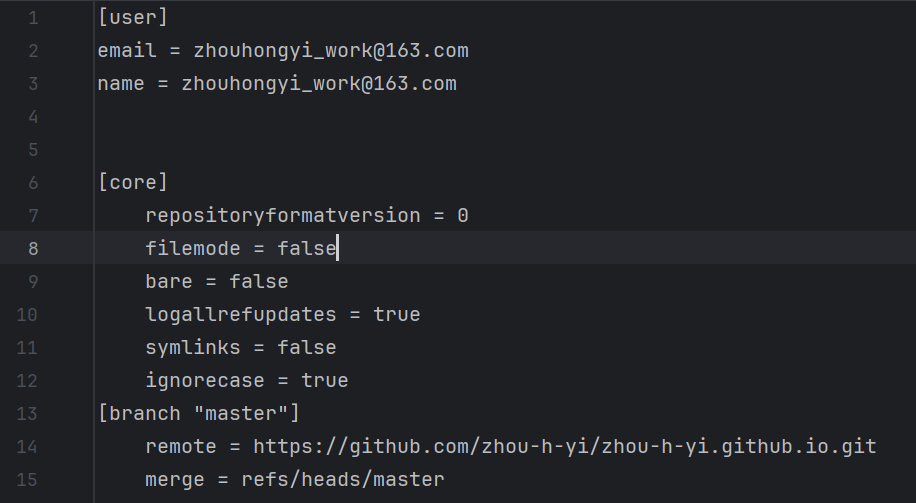 1 [user]
2 email = zhouhongyi_work@163.com
3 name = zhouhongyi_work@163.com
4
5
6 [core]
7     repositoryformatversion = 0
8     filemode = false
9     bare = false
10     logallrefupdates = true
11     symlinks = false
12     ignorecase = true
13 [branch "master"]
14     remote = https://github.com/zhou-h-yi/zhou-h-yi.github.io.git
15     merge = refs/heads/master